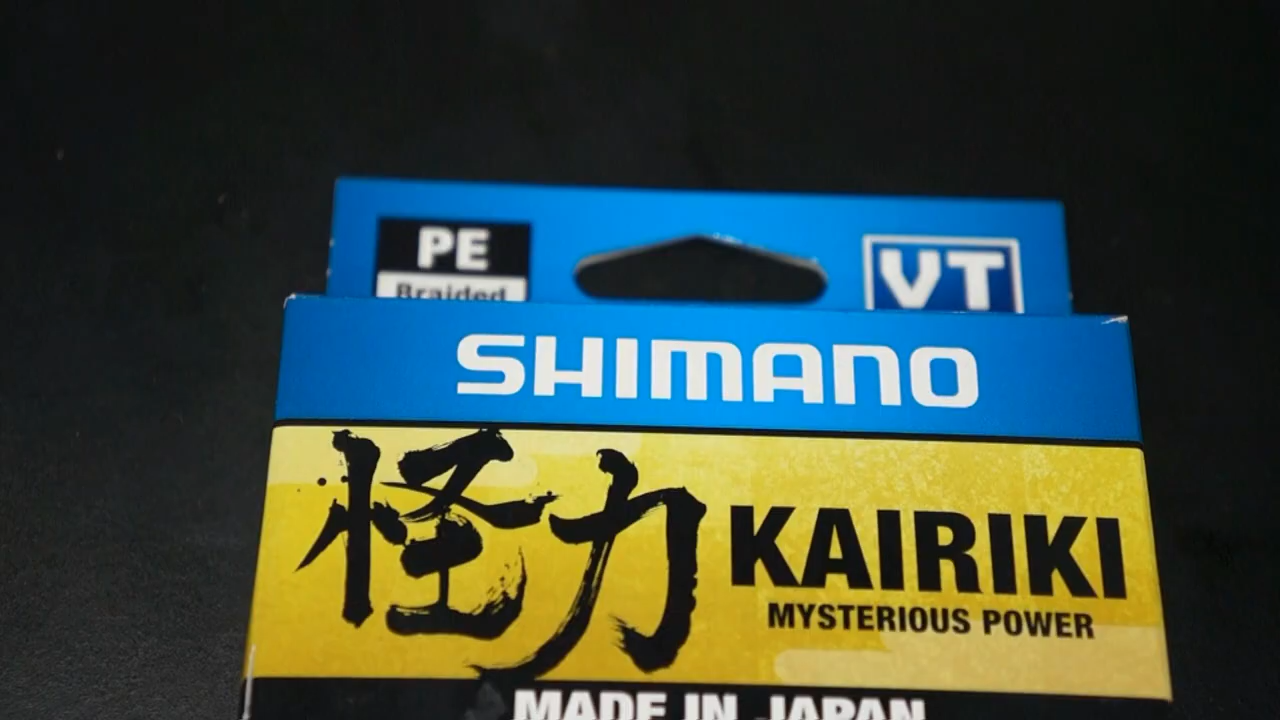 PE
Braided
VT
SHIMANO
怪力
KAIRIKI
MYSTERIOUS POWER
MADE IN JAPAN